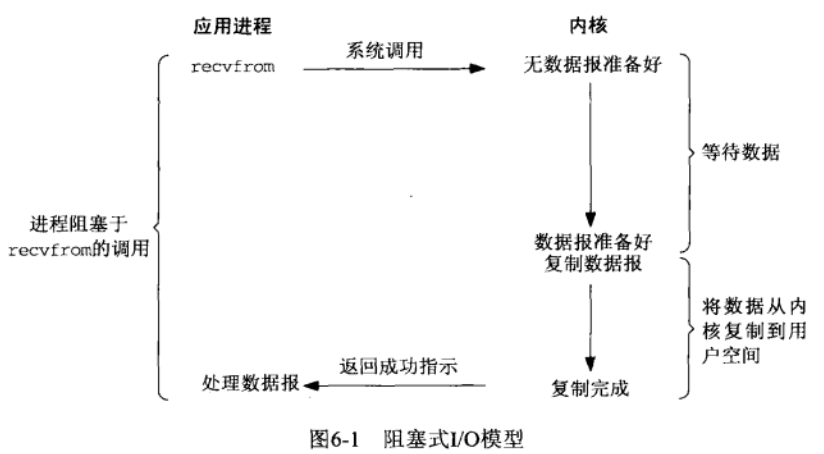 应用进程
内核
recvfrom
系统调用
无数据报准备好
等待数据
进程阻塞于
recvfrom的调用
数据报准备好
复制数据报
将数据从内
核复制到用
户空间
处理数据报
返回成功指示
复制完成
图6-1 阻塞式I/O模型